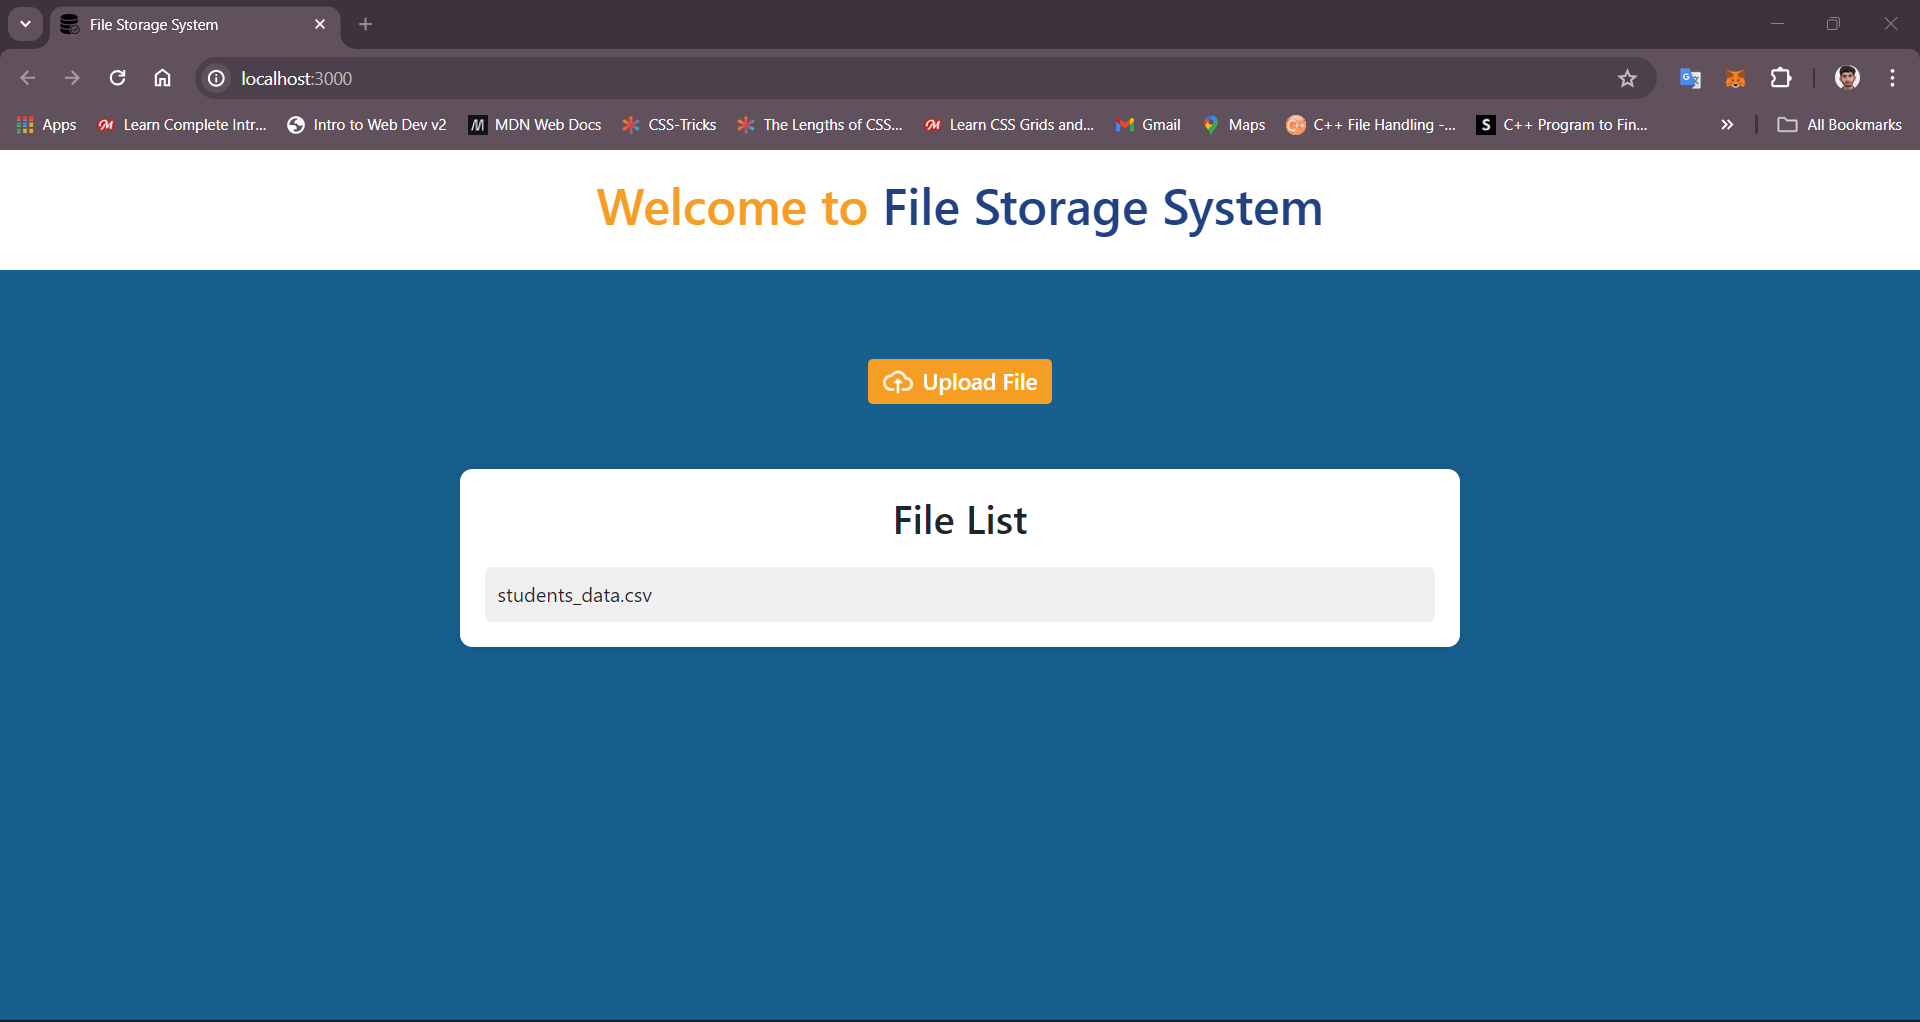 File Storage System
localhost:3000
Apps
Learn Complete Intr...
Intro to Web Dev v2
MDN Web Docs
CSS-Tricks
The Lengths of CSS...
Learn CSS Grids and...
Gmail
Maps
C++ File Handling -...
C++ Program to Fin...
All Bookmarks
Welcome to File Storage System
Upload File
File List
students_data.csv